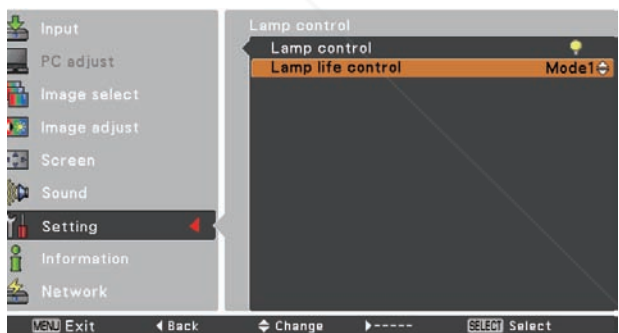 Input
PC adjust
Image select
Image adjust
Screen
Sound
Setting
Information
Network
Lamp control
Lamp control
Lamp life control Mode1
MENU Exit Back Change ----- SELECT Select